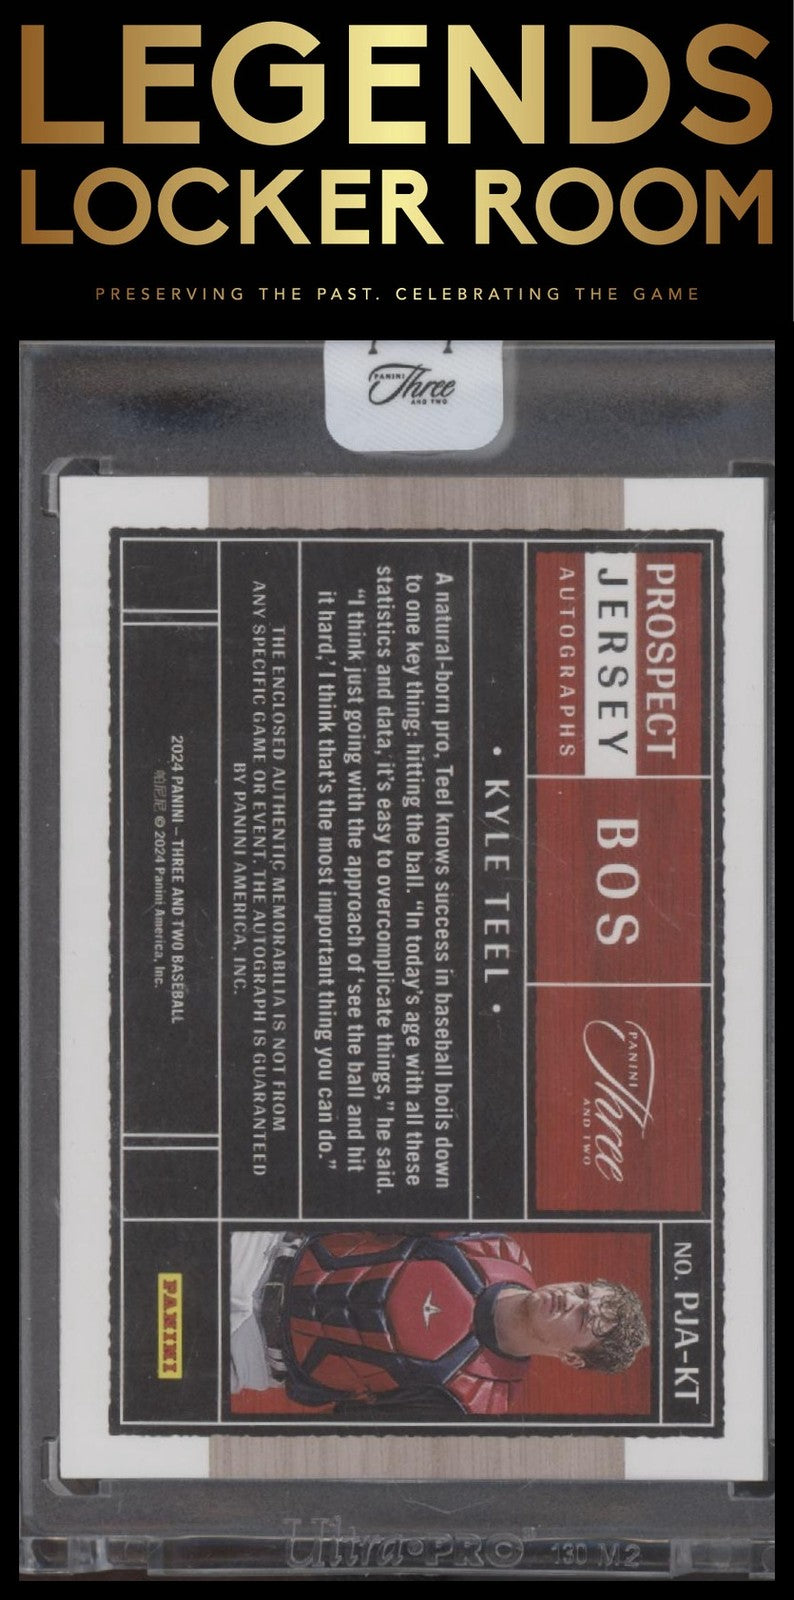 LEGENDS
LOCKER ROOM
PRESERVING THE PAST. CELEBRATING THE GAME
PANINI
Three
AND TWO
PROSPECT
JERSEY
AUTOGRAPHS
BOS
PANINI
Three
AND TWO
NO. PJA-KT
• KYLE TEEL •
A natural-born pro, Teel knows success in baseball boils down
to one key thing: hitting the ball. “In today’s age with all these
statistics and data, it’s easy to overcomplicate things,” he said.
“I think just going with the approach of ‘see the ball and hit
it hard,’ I think that’s the most important thing you can do.”
THE ENCLOSED AUTHENTIC MEMORABILIA IS NOT FROM
ANY SPECIFIC GAME OR EVENT. THE AUTOGRAPH IS GUARANTEED
BY PANINI AMERICA, INC.
2024 PANINI – THREE AND TWO BASEBALL
帕尼尼 © 2024 Panini America, Inc.
PANINI
Ultra•PRO® 130 M2